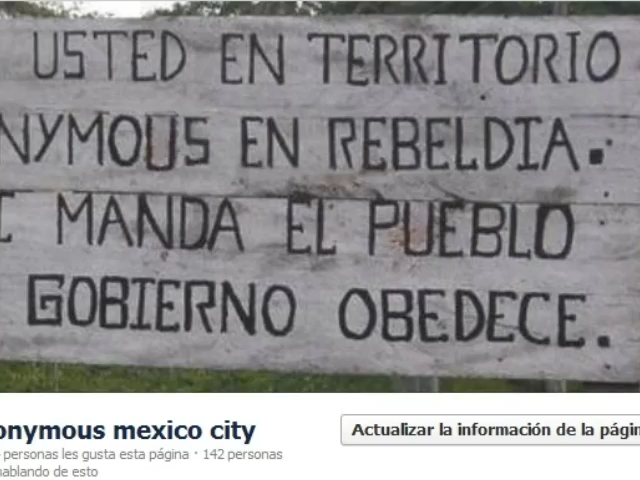 USTED EN TERRITORIO
NYMOUS EN REBELDIA.
MANDA EL PUEBLO
GOBIERNO OBEDECE.
onymous mexico city
Actualizar la información de la págin
personas les gusta esta página · 142 personas
hablando de esto